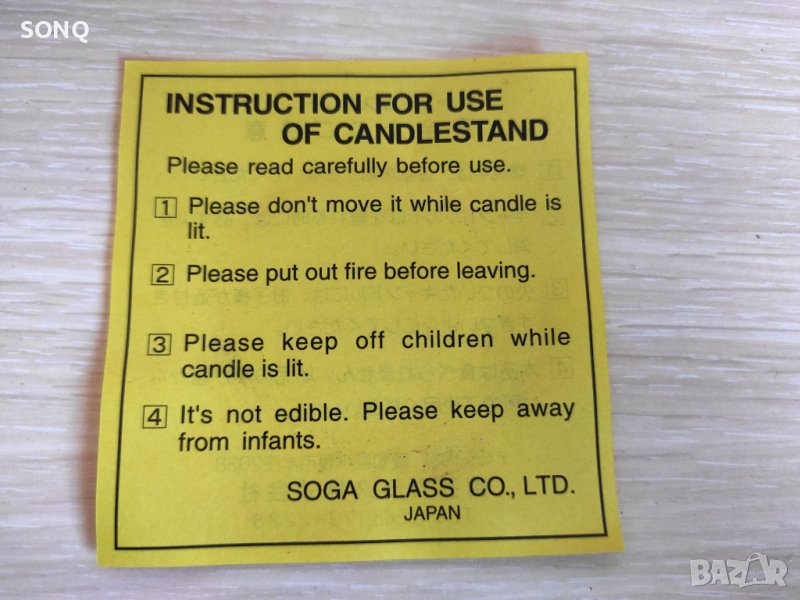 SONQ
INSTRUCTION FOR USE
OF CANDLESTAND
Please read carefully before use.
1 Please don't move it while candle is
lit.
2 Please put out fire before leaving.
3 Please keep off children while
candle is lit.
4 It's not edible. Please keep away
from infants.
SOGA GLASS CO., LTD.
JAPAN
BAZAR